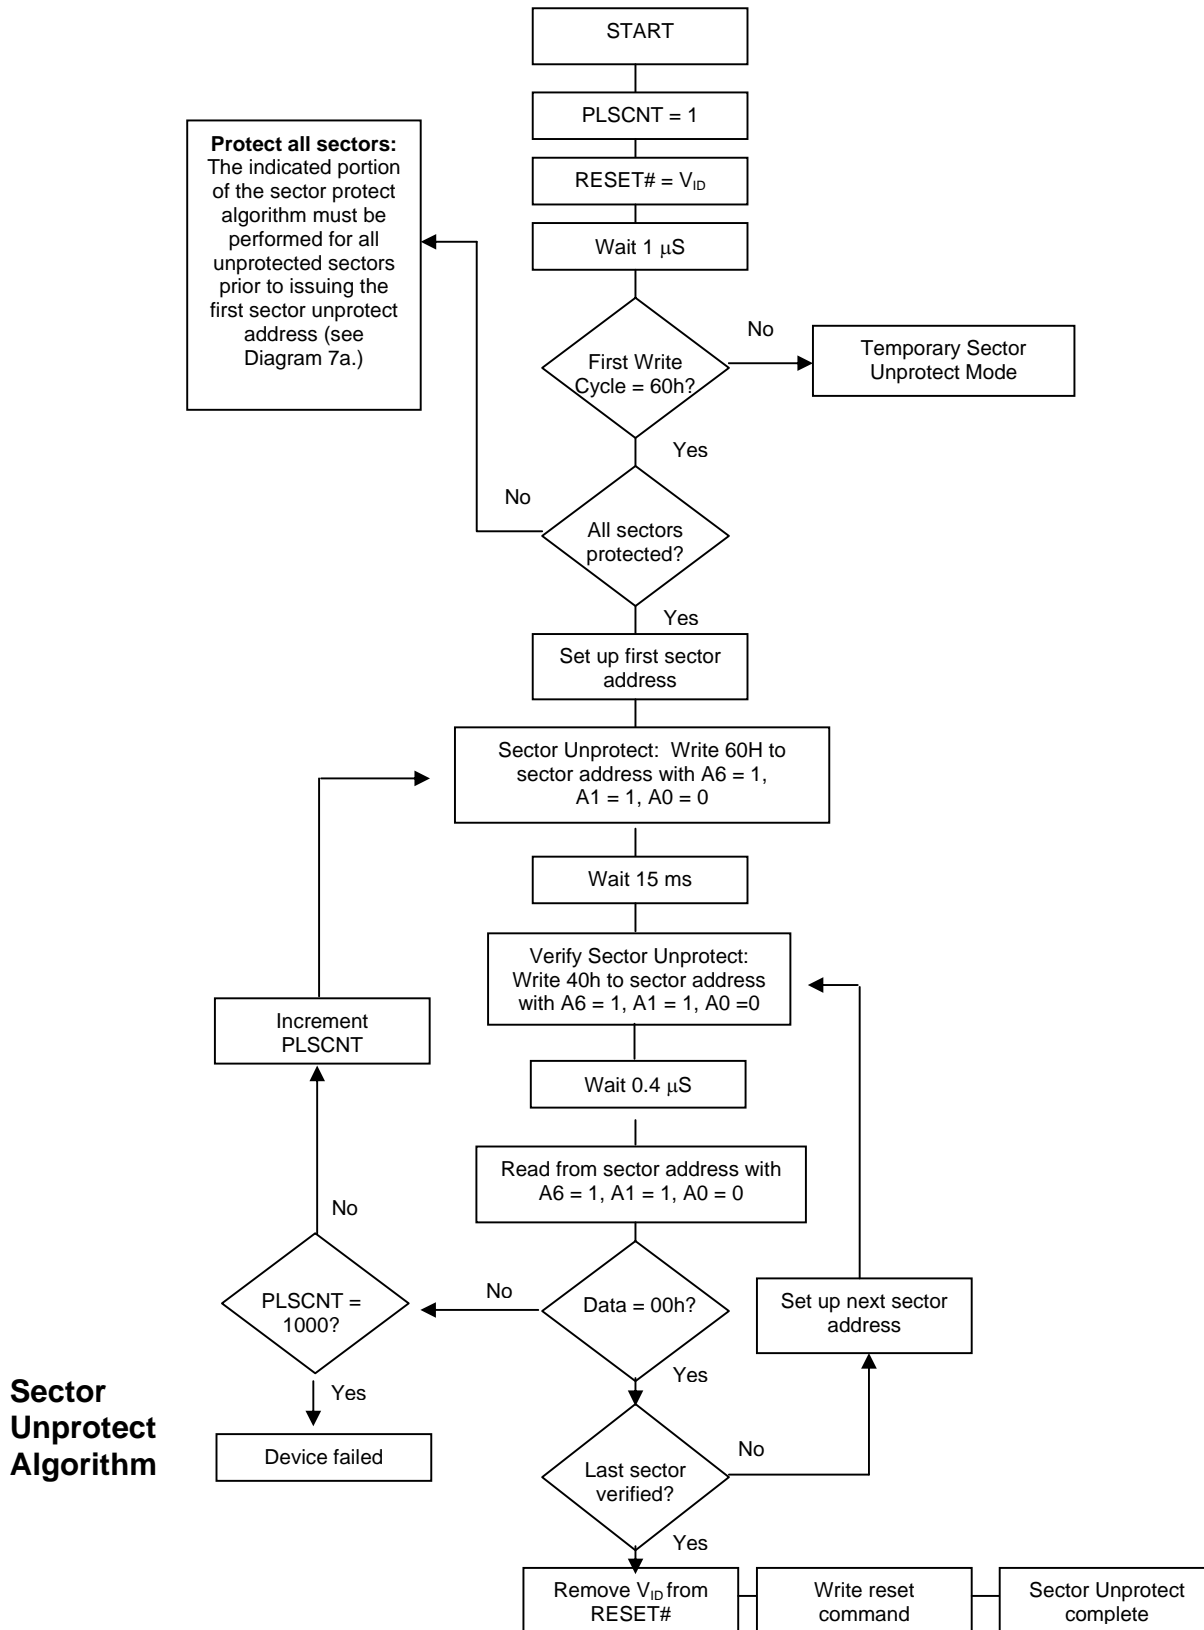 START
PLSCNT = 1
Protect all sectors:
The indicated portion
of the sector protect
algorithm must be
performed for all
unprotected sectors
prior to issuing the
first sector unprotect
address (see
Diagram 7a.)
RESET# = VID
Wait 1 μS
First Write
Cycle = 60h?
No
Temporary Sector
Unprotect Mode
Yes
No
All sectors
protected?
Yes
Set up first sector
address
Sector Unprotect: Write 60H to
sector address with A6 = 1,
A1 = 1, A0 = 0
Wait 15 ms
Verify Sector Unprotect:
Write 40h to sector address
with A6 = 1, A1 = 1, A0 =0
Increment
PLSCNT
Wait 0.4 μS
Read from sector address with
A6 = 1, A1 = 1, A0 = 0
No
PLSCNT =
1000?
No
Data = 00h?
Set up next sector
address
Yes
Yes
Sector
Unprotect
Algorithm
Device failed
Last sector
verified?
No
Yes
Remove VID from
RESET#
Write reset
command
Sector Unprotect
complete